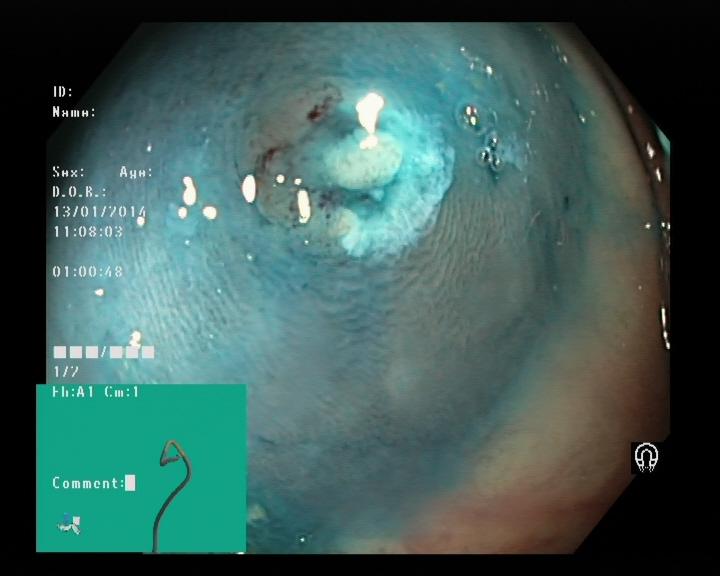 ID:
Name:
Sex: Age:
D.O.B.:
13/01/2014
11:08:03
01:00:48
/
1/2
Eh:A1 Cm:1
Comment: